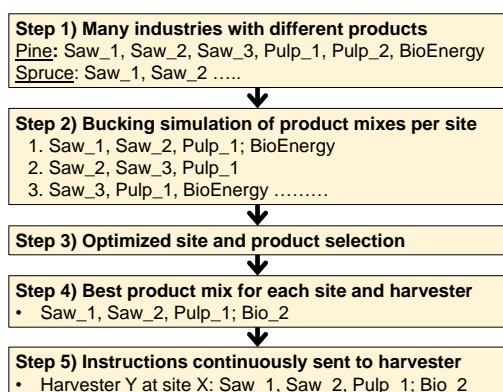 Step 1) Many industries with different products
Pine: Saw_1, Saw_2, Saw_3, Pulp_1, Pulp_2, BioEnergy
Spruce: Saw_1, Saw_2 …..
Step 2) Bucking simulation of product mixes per site
1. Saw_1, Saw_2, Pulp_1; BioEnergy
2. Saw_2, Saw_3, Pulp_1
3. Saw_3, Pulp_1, BioEnergy ………
Step 3) Optimized site and product selection
Step 4) Best product mix for each site and harvester
• Saw_1, Saw_2, Pulp_1; Bio_2
Step 5) Instructions continuously sent to harvester
• Harvester Y at site X: Saw_1, Saw_2, Pulp_1; Bio_2